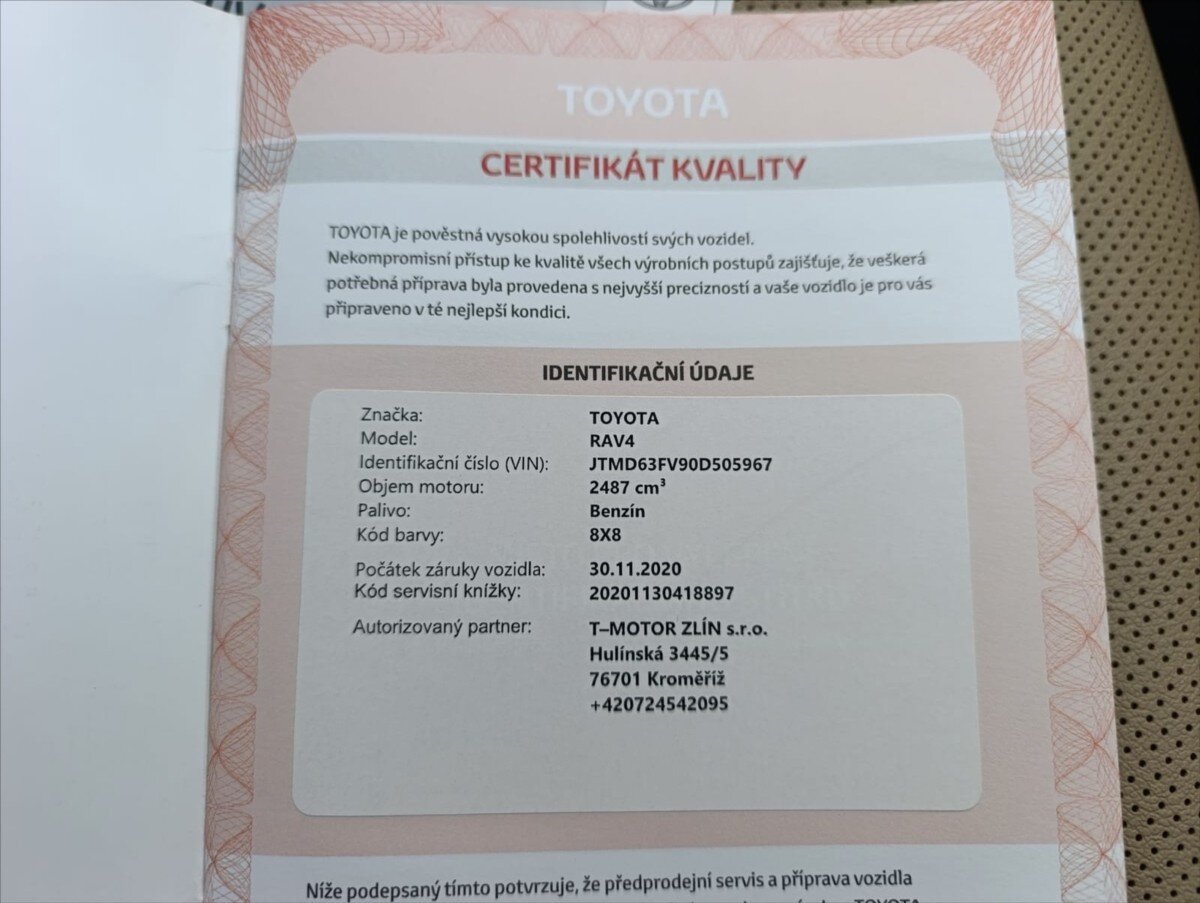 TOYOTA
CERTIFIKÁT KVALITY
TOYOTA je pověstná vysokou spolehlivostí svých vozidel.
Nekompromisní přístup ke kvalitě všech výrobních postupů zajišťuje, že veškerá
potřebná příprava byla provedena s nejvyšší precizností a vaše vozidlo je pro vás
připraveno v té nejlepší kondici.
IDENTIFIKAČNÍ ÚDAJE
Značka: TOYOTA
Model: RAV4
Identifikační číslo (VIN): JTMD63FV90D505967
Objem motoru: 2487 cm³
Palivo: Benzín
Kód barvy: 8X8
Počátek záruky vozidla: 30.11.2020
Kód servisní knížky: 20201130418897
Autorizovaný partner: T–MOTOR ZLÍN s.r.o.
Hulínská 3445/5
76701 Kroměříž
+420724542095
Níže podepsaný tímto potvrzuje, že předprodejní servis a příprava vozidla
TOYOTA